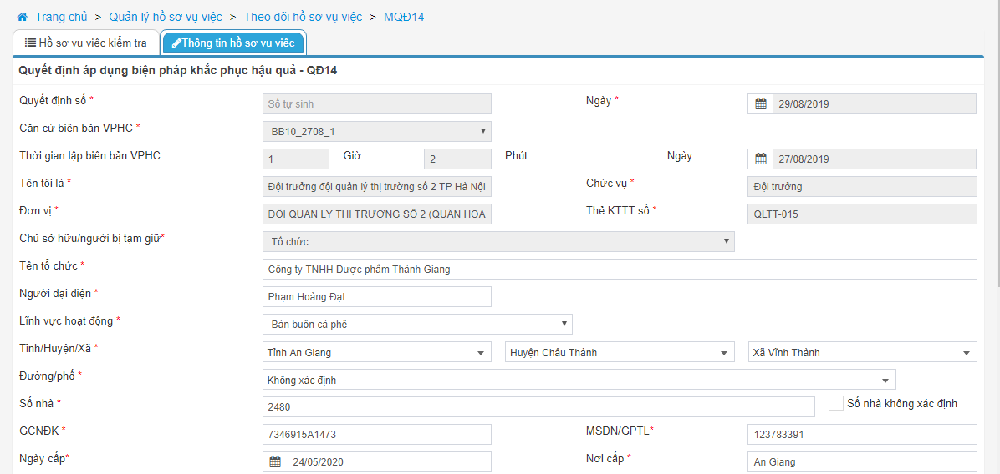 Trang chủ > Quản lý hồ sơ vụ việc > Theo dõi hồ sơ vụ việc > MQĐ14
Hồ sơ vụ việc kiểm tra Thông tin hồ sơ vụ việc
Quyết định áp dụng biện pháp khắc phục hậu quả - QĐ14
Quyết định số * Số tự sinh Ngày * 29/08/2019
Căn cứ biên bản VPHC * BB10_2708_1
Thời gian lập biên bản VPHC 1 Giờ 2 Phút Ngày 27/08/2019
Tên tôi là * Đội trưởng đội quản lý thị trường số 2 TP Hà Nội Chức vụ * Đội trưởng
Đơn vị * ĐỘI QUẢN LÝ THỊ TRƯỜNG SỐ 2 (QUẬN HOÀ Thẻ KTTT số * QLTT-015
Chủ sở hữu/người bị tạm giữ* Tổ chức
Tên tổ chức * Công ty TNHH Dược phẩm Thành Giang
Người đại diện * Phạm Hoàng Đạt
Lĩnh vực hoạt động * Bán buôn cà phê
Tỉnh/Huyện/Xã * Tỉnh An Giang Huyện Châu Thành Xã Vĩnh Thành
Đường/phố * Không xác định
Số nhà * 2480 Số nhà không xác định
GCNĐK * 7346915A1473 MSDN/GPTL* 123783391
Ngày cấp* 24/05/2020 Nơi cấp * An Giang